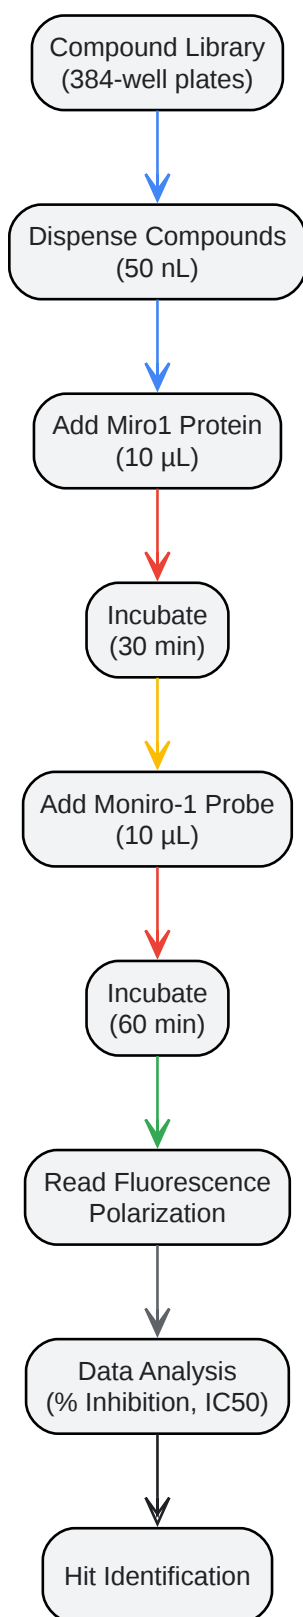 Compound Library
(384-well plates)
Dispense Compounds
(50 nL)
Add Miro1 Protein
(10 µL)
Incubate
(30 min)
Add Moniro-1 Probe
(10 µL)
Incubate
(60 min)
Read Fluorescence
Polarization
Data Analysis
(% Inhibition, IC50)
Hit Identification